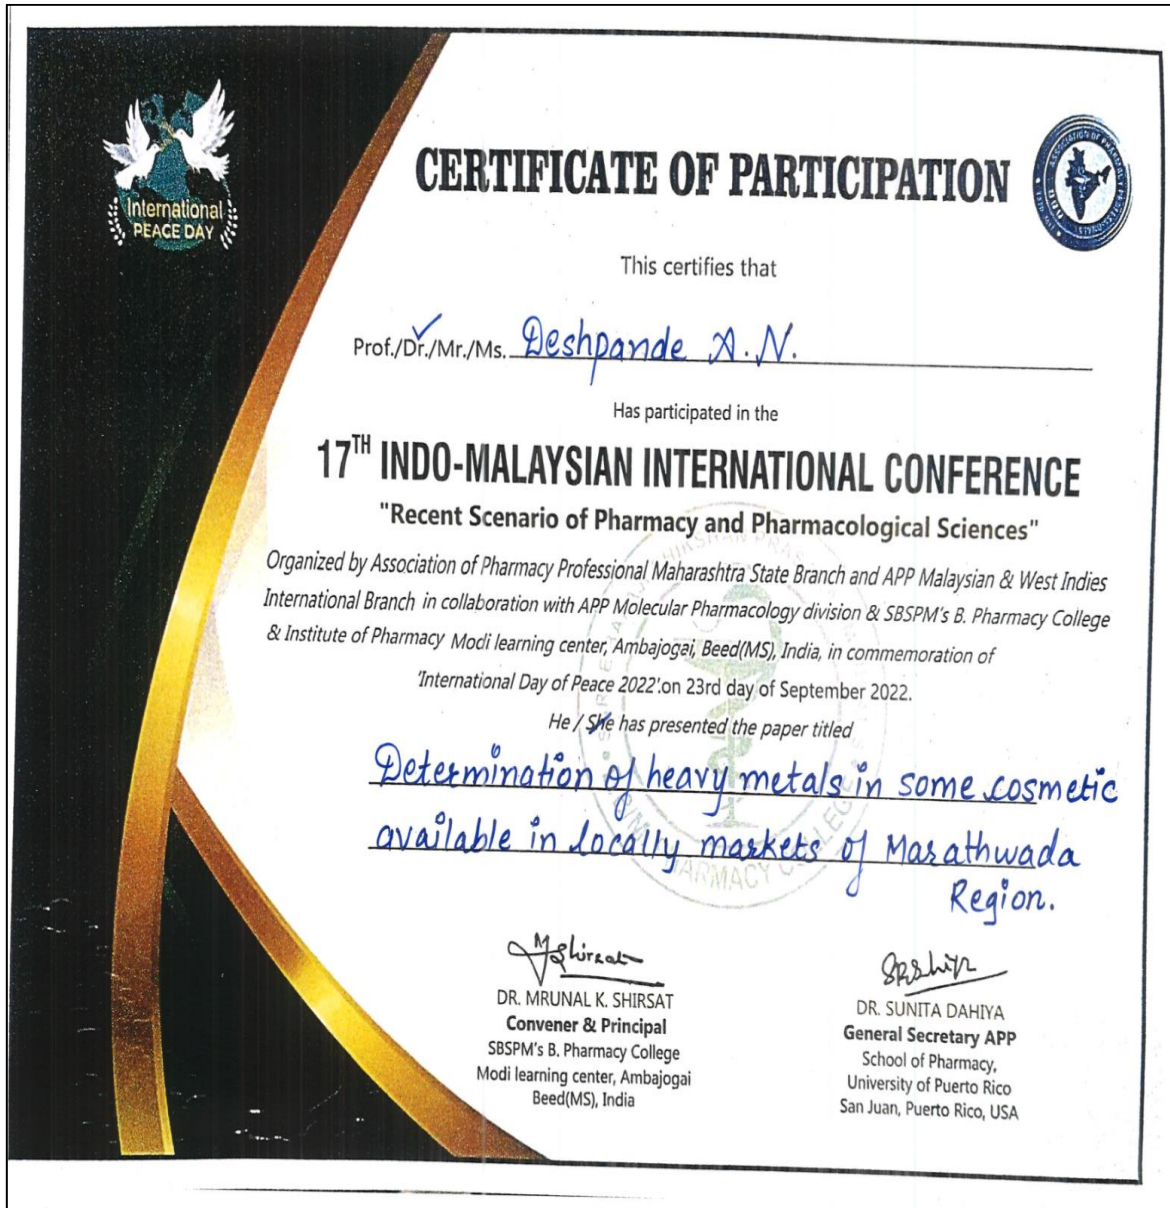 International
PEACE DAY
ASSOCIATION OF PHARMACY PROFESSIONALS
CERTIFICATE OF PARTICIPATION
This certifies that
Prof./Dr./Mr./Ms. Deshpande A. N.
Has participated in the
17TH INDO-MALAYSIAN INTERNATIONAL CONFERENCE
"Recent Scenario of Pharmacy and Pharmacological Sciences"
Organized by Association of Pharmacy Professional Maharashtra State Branch and APP Malaysian & West Indies
International Branch in collaboration with APP Molecular Pharmacology division & SBSPM's B. Pharmacy College
& Institute of Pharmacy Modi learning center, Ambajogai, Beed(MS), India, in commemoration of
'International Day of Peace 2022'.on 23rd day of September 2022.
He / She has presented the paper titled
Determination of heavy metals in some cosmetic
available in locally markets of Marathwada
Region.
DR. MRUNAL K. SHIRSAT
Convener & Principal
SBSPM's B. Pharmacy College
Modi learning center, Ambajogai
Beed(MS), India
DR. SUNITA DAHIYA
General Secretary APP
School of Pharmacy,
University of Puerto Rico
San Juan, Puerto Rico, USA